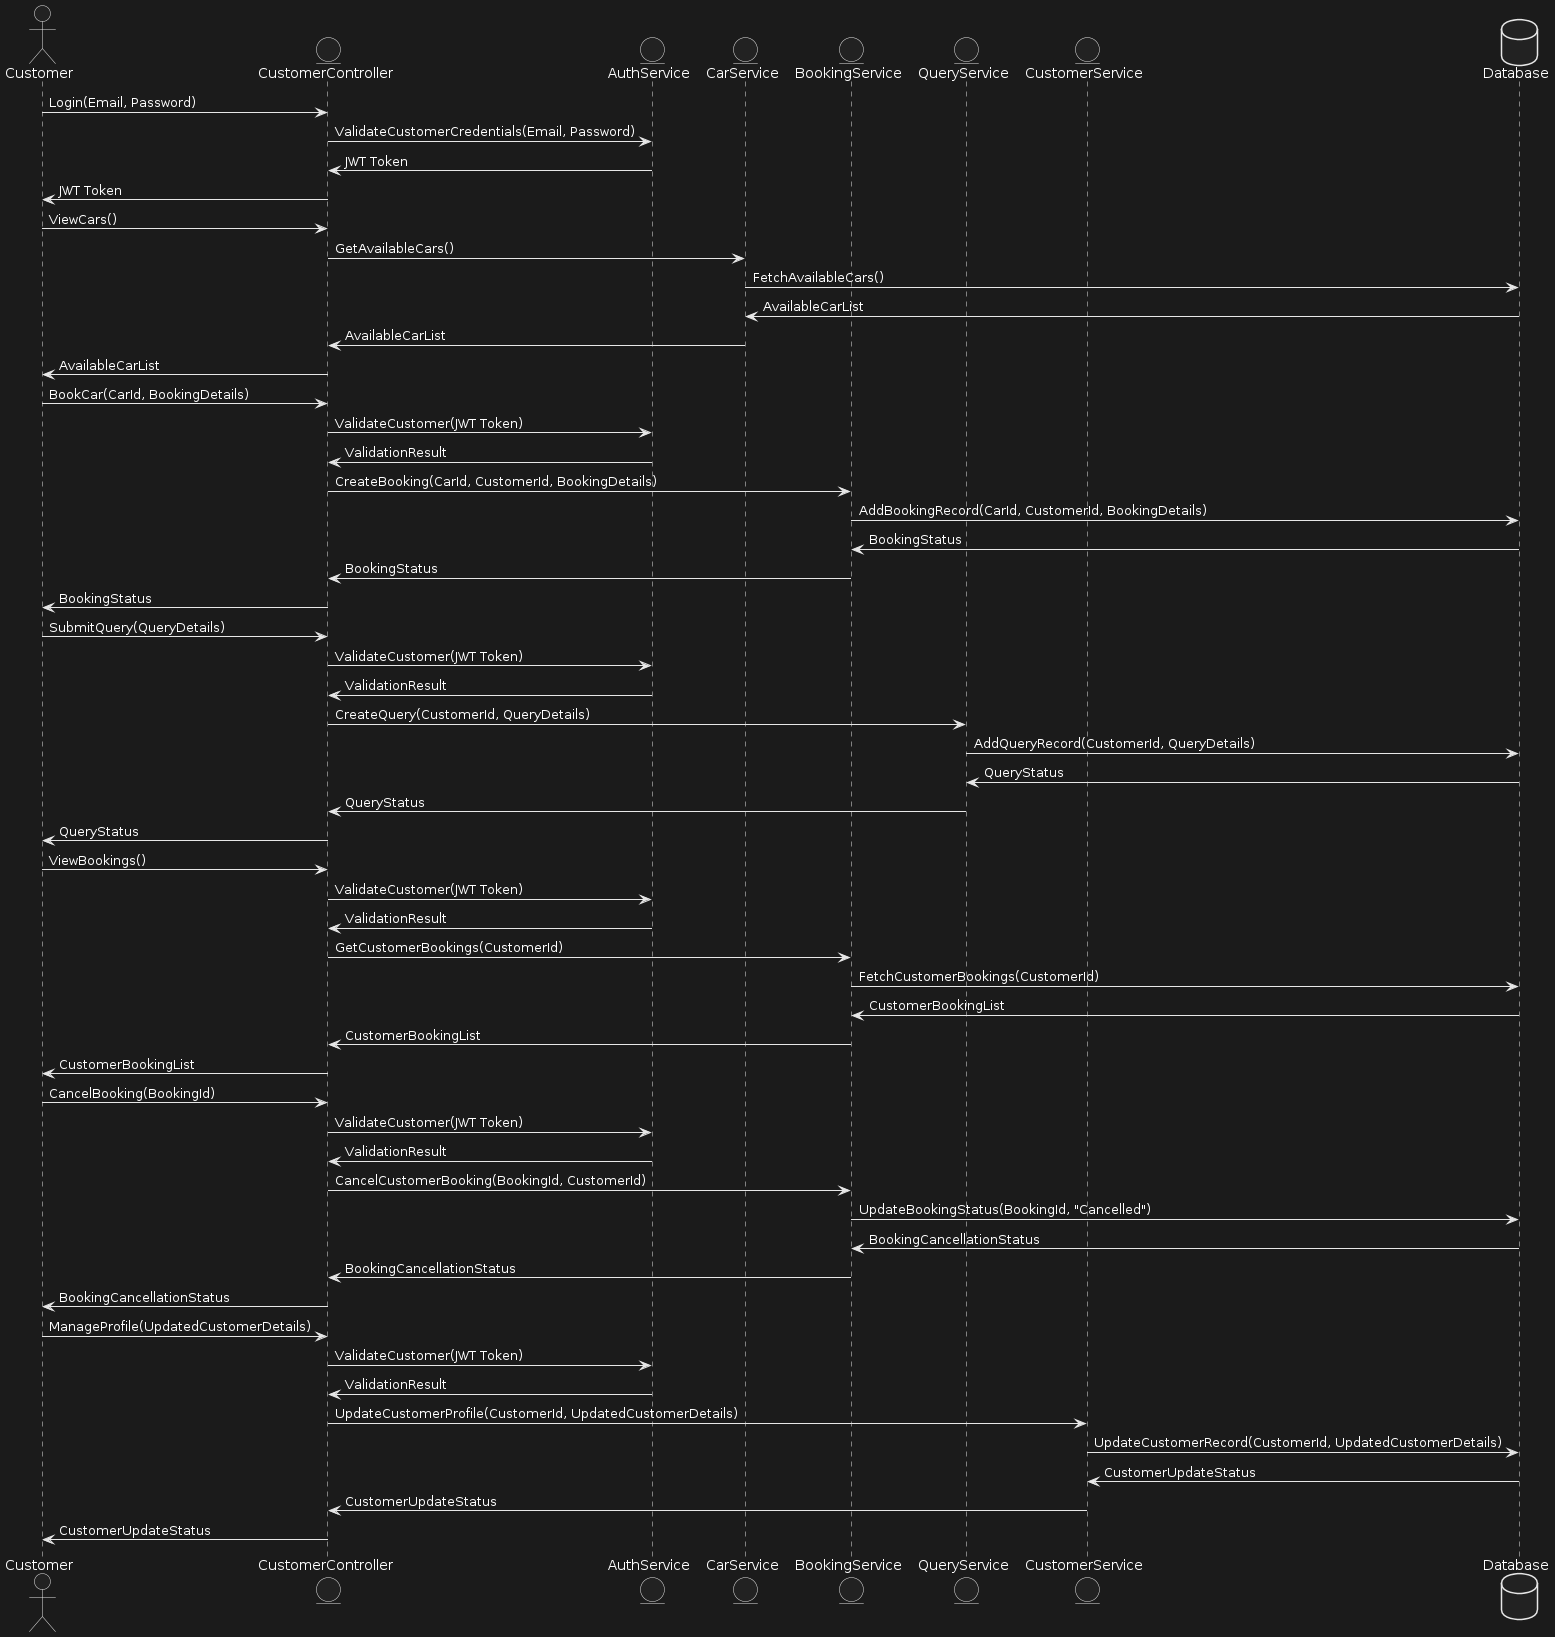 Customer
CustomerController
AuthService
CarService
BookingService
QueryService
CustomerService
Database
Login(Email, Password)
ValidateCustomerCredentials(Email, Password)
JWT Token
JWT Token
ViewCars()
GetAvailableCars()
FetchAvailableCars()
AvailableCarList
AvailableCarList
AvailableCarList
BookCar(CarId, BookingDetails)
ValidateCustomer(JWT Token)
ValidationResult
CreateBooking(CarId, CustomerId, BookingDetails)
AddBookingRecord(CarId, CustomerId, BookingDetails)
BookingStatus
BookingStatus
BookingStatus
SubmitQuery(QueryDetails)
ValidateCustomer(JWT Token)
ValidationResult
CreateQuery(CustomerId, QueryDetails)
AddQueryRecord(CustomerId, QueryDetails)
QueryStatus
QueryStatus
QueryStatus
ViewBookings()
ValidateCustomer(JWT Token)
ValidationResult
GetCustomerBookings(CustomerId)
FetchCustomerBookings(CustomerId)
CustomerBookingList
CustomerBookingList
CustomerBookingList
CancelBooking(BookingId)
ValidateCustomer(JWT Token)
ValidationResult
CancelCustomerBooking(BookingId, CustomerId)
UpdateBookingStatus(BookingId, "Cancelled")
BookingCancellationStatus
BookingCancellationStatus
BookingCancellationStatus
ManageProfile(UpdatedCustomerDetails)
ValidateCustomer(JWT Token)
ValidationResult
UpdateCustomerProfile(CustomerId, UpdatedCustomerDetails)
UpdateCustomerRecord(CustomerId, UpdatedCustomerDetails)
CustomerUpdateStatus
CustomerUpdateStatus
CustomerUpdateStatus
Customer
CustomerController
AuthService
CarService
BookingService
QueryService
CustomerService
Database